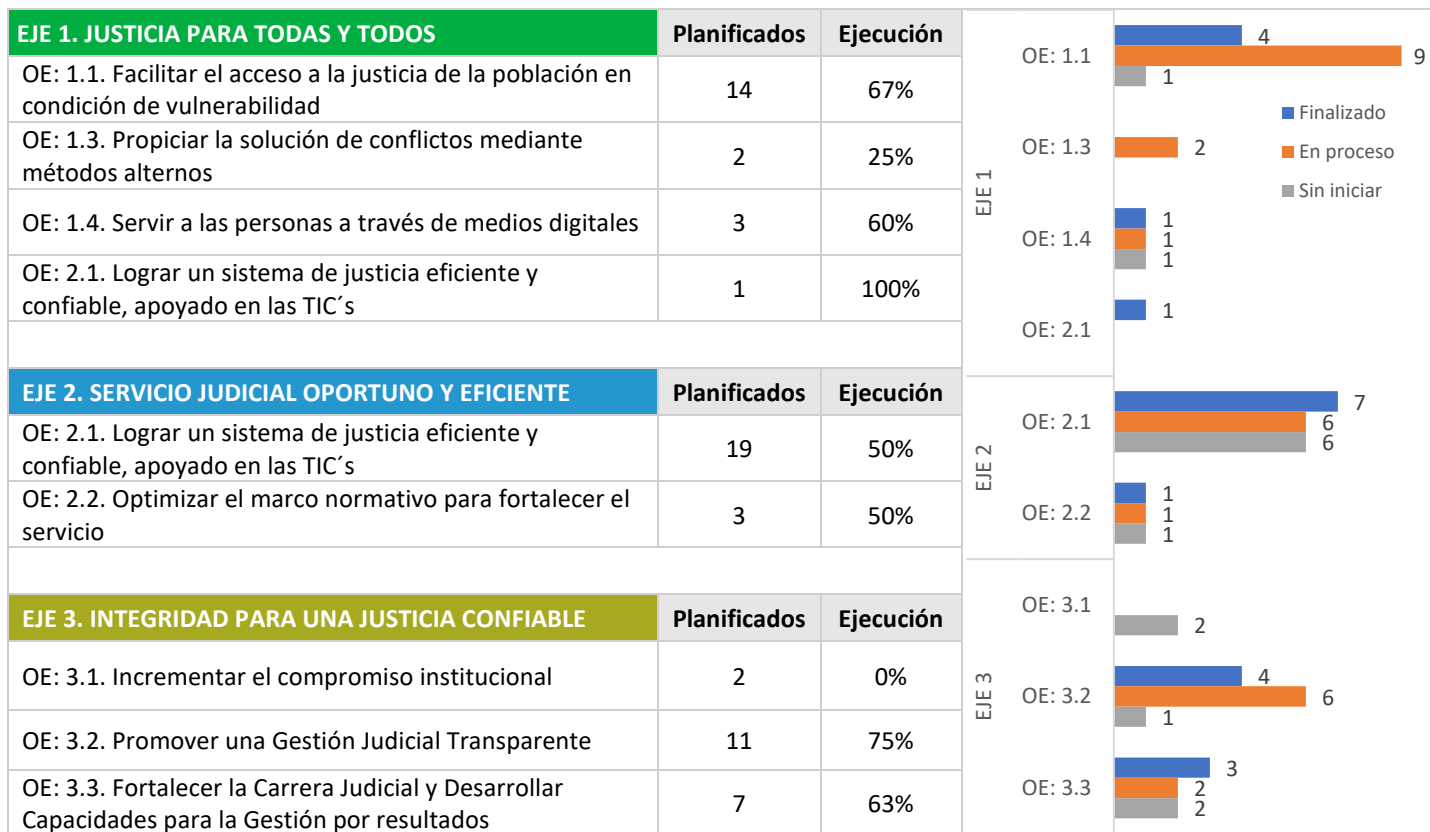 EJE 1. JUSTICIA PARA TODAS Y TODOS Planificados Ejecución
OE: 1.1. Facilitar el acceso a la justicia de la población en
condición de vulnerabilidad
14 67%
OE: 1.3. Propiciar la solución de conflictos mediante
métodos alternos
2 25%
OE: 1.4. Servir a las personas a través de medios digitales 3 60%
OE: 2.1. Lograr un sistema de justicia eficiente y
confiable, apoyado en las TIC´s
1 100%
EJE 2. SERVICIO JUDICIAL OPORTUNO Y EFICIENTE Planificados Ejecución
OE: 2.1. Lograr un sistema de justicia eficiente y
confiable, apoyado en las TIC´s
19 50%
OE: 2.2. Optimizar el marco normativo para fortalecer el
servicio
3 50%
EJE 3. INTEGRIDAD PARA UNA JUSTICIA CONFIABLE Planificados Ejecución
OE: 3.1. Incrementar el compromiso institucional 2 0%
OE: 3.2. Promover una Gestión Judicial Transparente 11 75%
OE: 3.3. Fortalecer la Carrera Judicial y Desarrollar
Capacidades para la Gestión por resultados
7 63%
EJE 1
OE: 1.1
4
9
1
OE: 1.3
2
OE: 1.4
1
1
1
OE: 2.1
1
Finalizado
En proceso
Sin iniciar
EJE 2
OE: 2.1
7
6
6
OE: 2.2
1
1
1
EJE 3
OE: 3.1
2
OE: 3.2
4
6
1
OE: 3.3
3
2
2